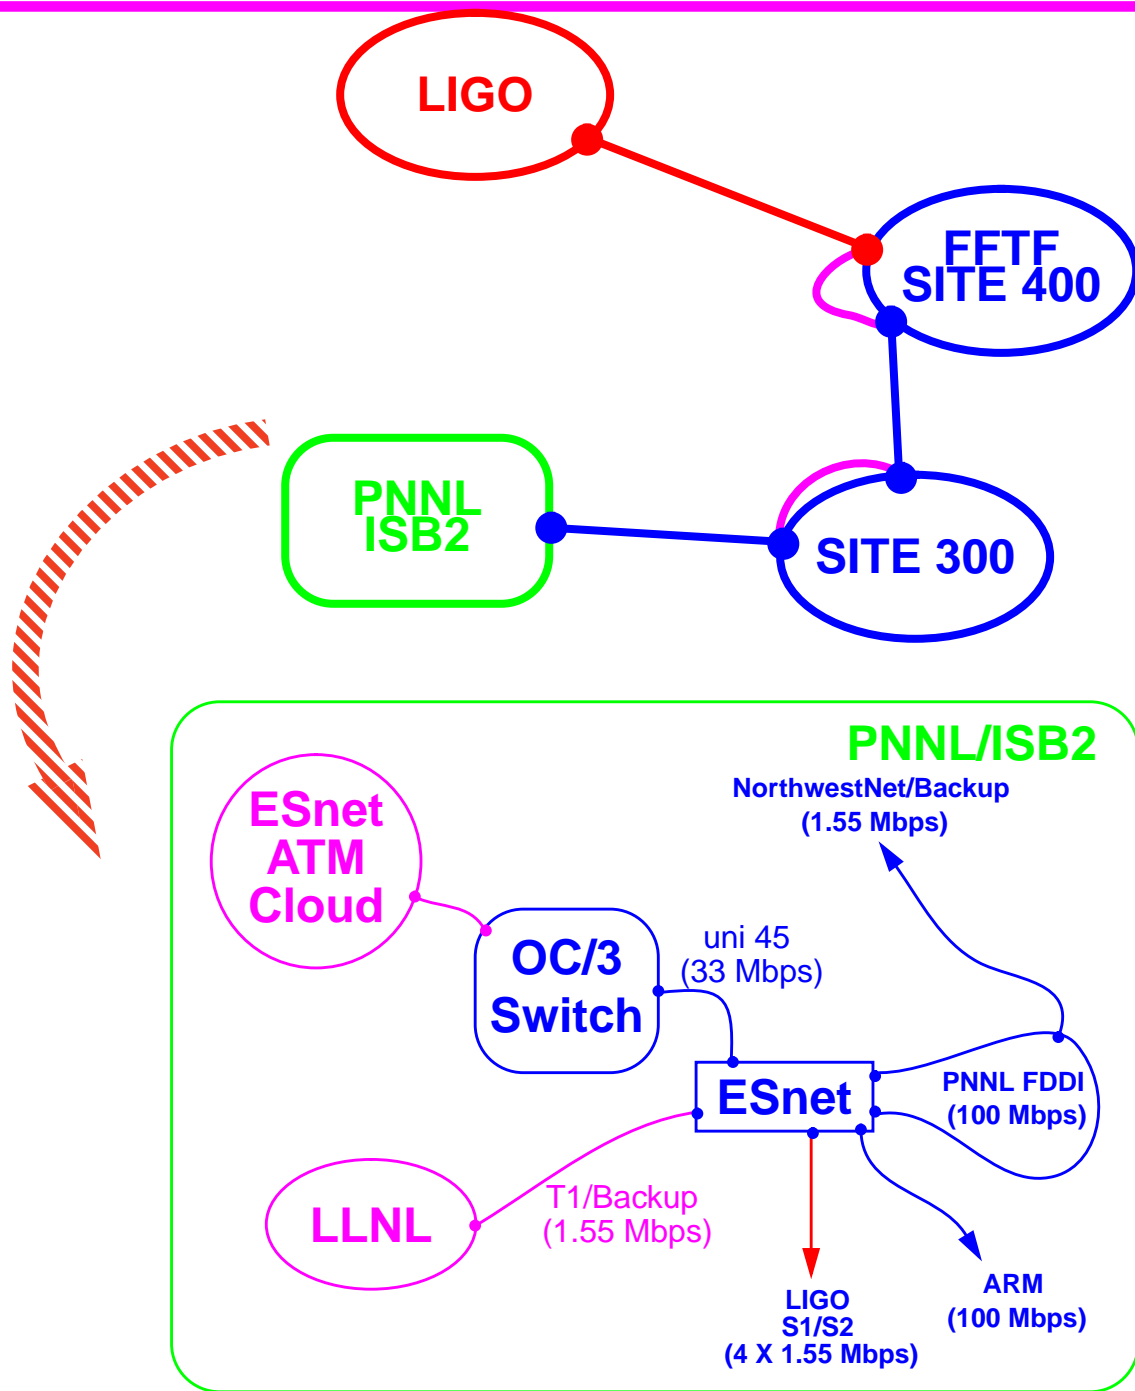 LIGO
FFTF
SITE 400
PNNL
ISB2
SITE 300
PNNL/ISB2
NorthwestNet/Backup
(1.55 Mbps)
ESnet
ATM
Cloud
OC/3
Switch
uni 45
(33 Mbps)
ESnet
PNNL FDDI
(100 Mbps)
LLNL
T1/Backup
(1.55 Mbps)
LIGO
S1/S2
(4 X 1.55 Mbps)
ARM
(100 Mbps)